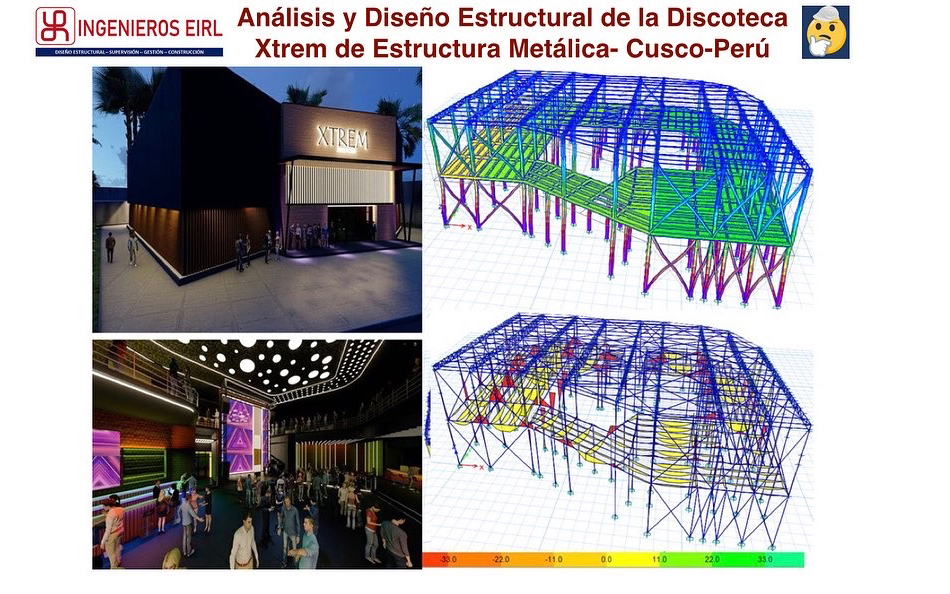 INGENIEROS EIRL
DISEÑO ESTRUCTURAL – SUPERVISIÓN – GESTIÓN – CONSTRUCCIÓN
Análisis y Diseño Estructural de la Discoteca
Xtrem de Estructura Metálica- Cusco-Perú
XTREM
X
X
-33.0 -22.0 -11.0 0.0 11.0 22.0 33.0